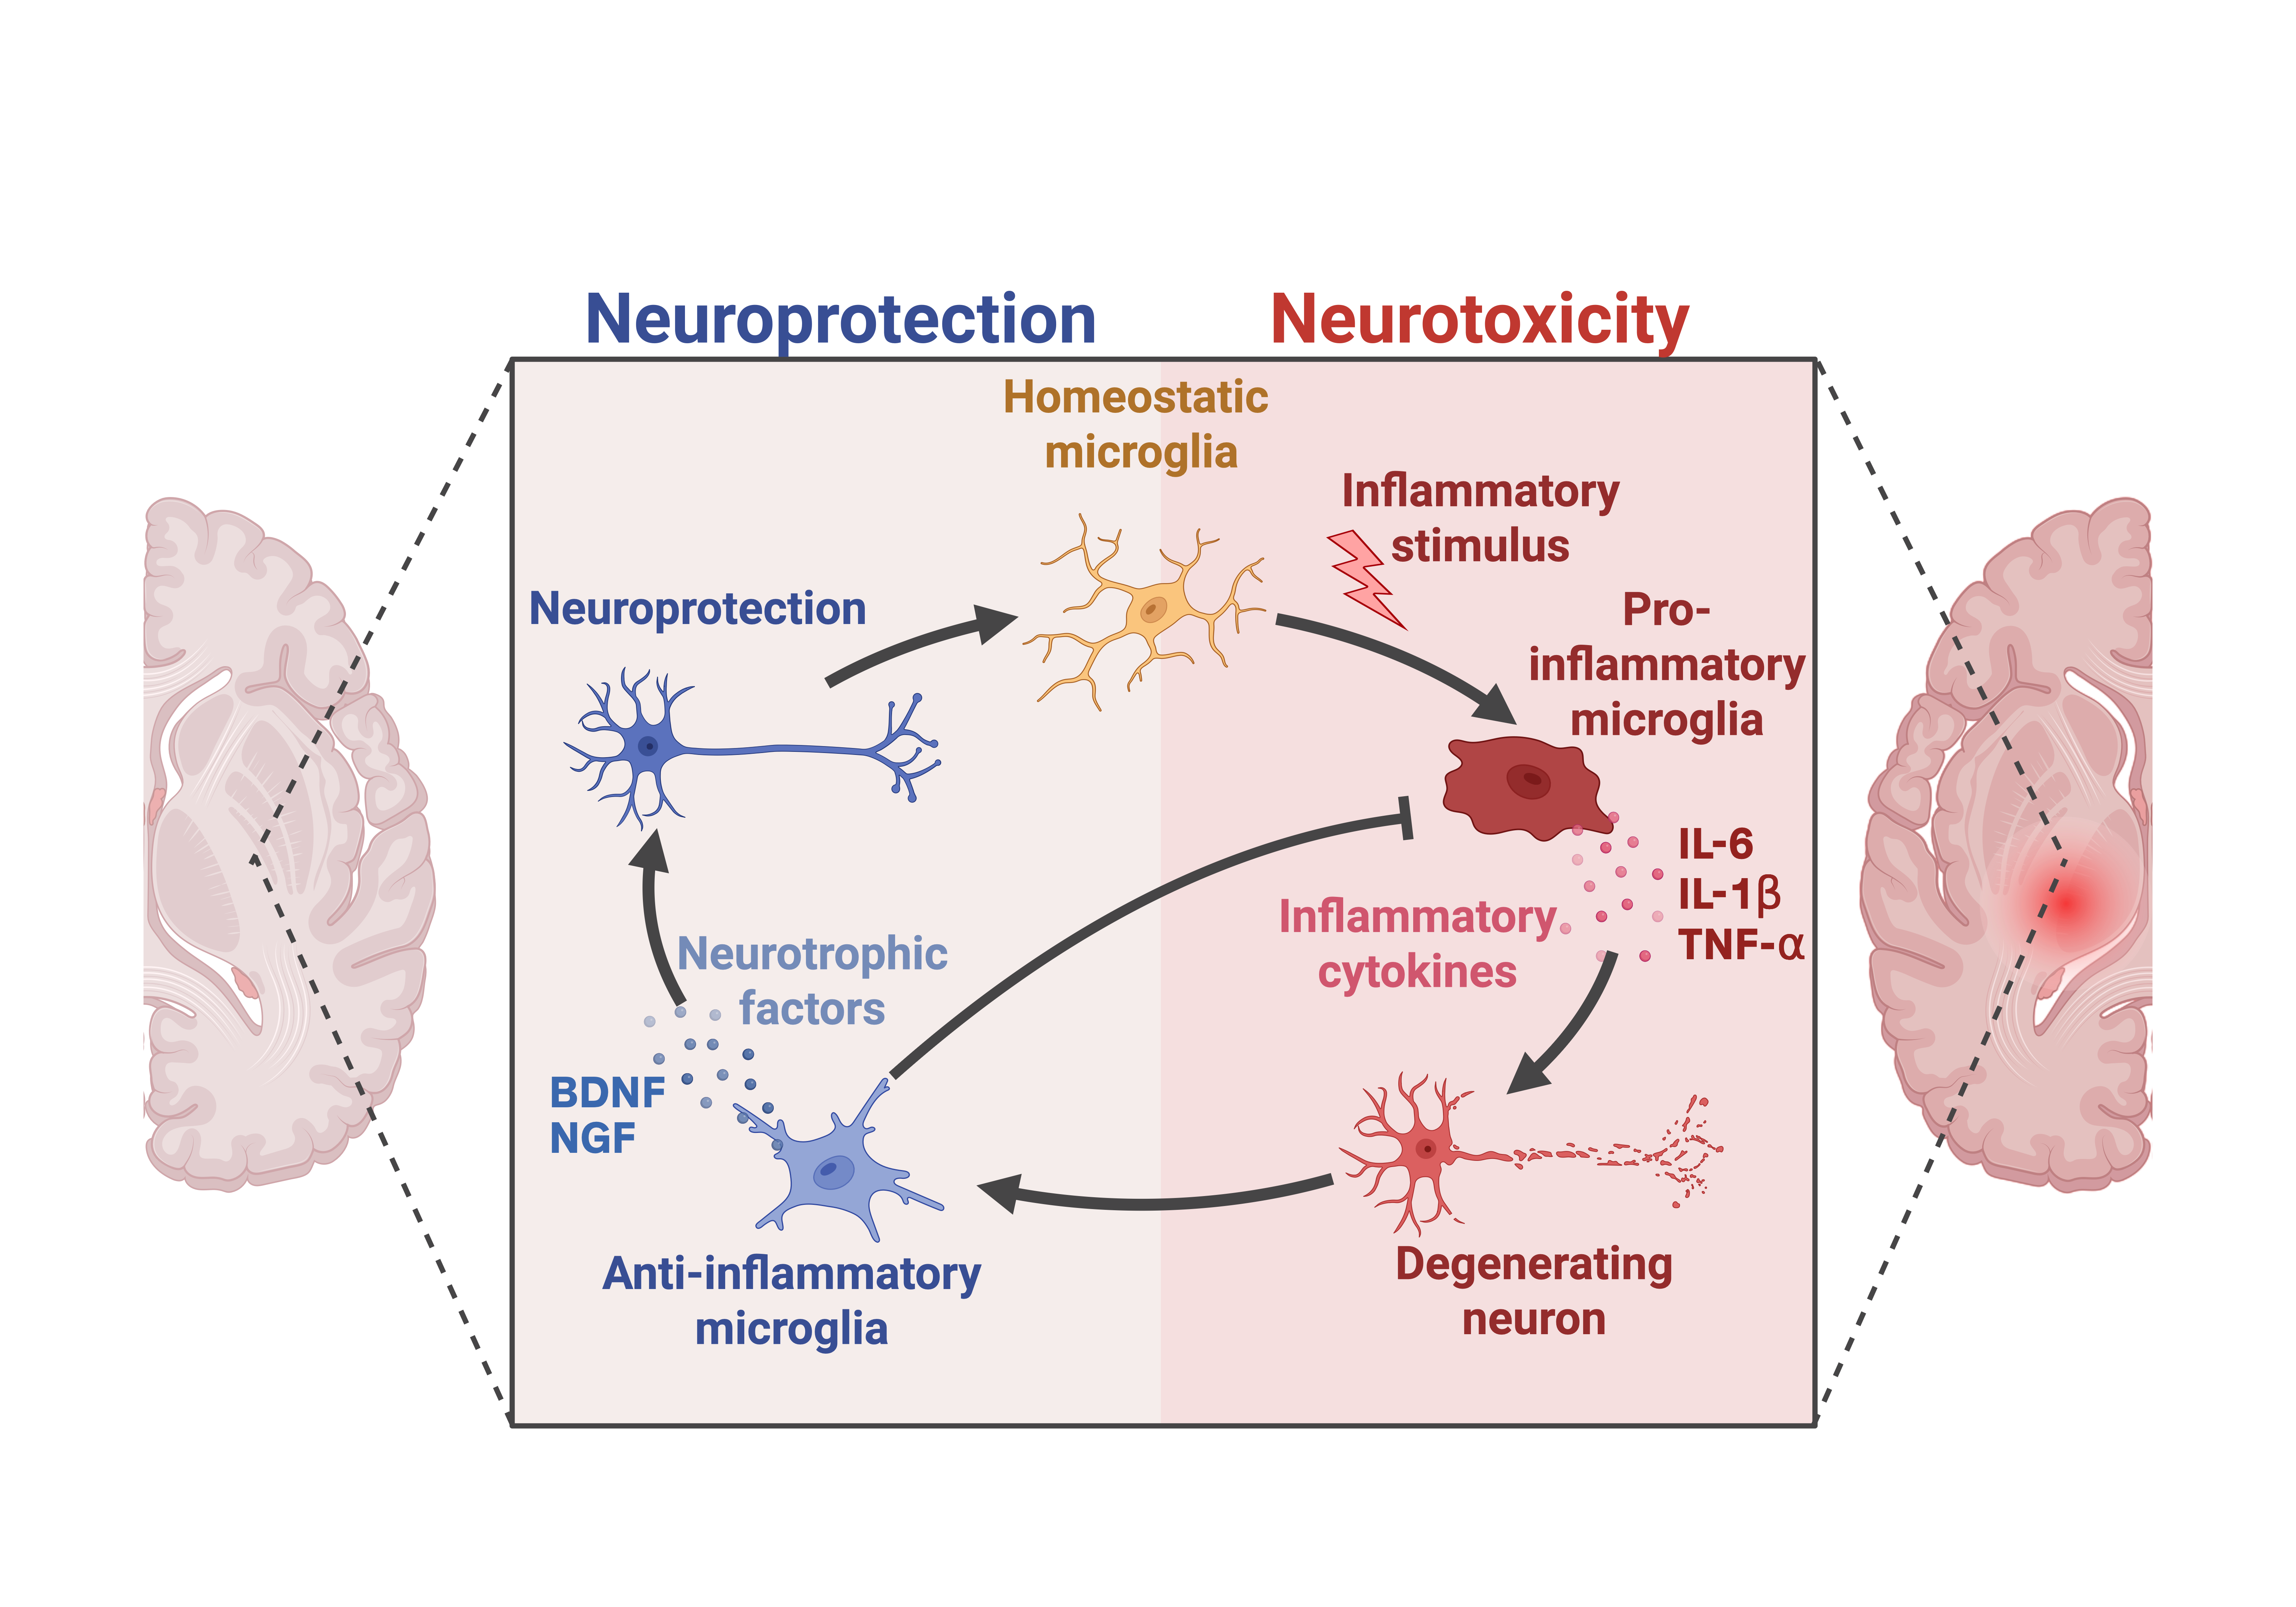 Neuroprotection
Neurotoxicity
Homeostatic
microglia
Inflammatory
stimulus
Neuroprotection
Pro-
inflammatory
microglia
IL-6
IL-1β
TNF-α
Inflammatory
cytokines
Neurotrophic
factors
BDNF
NGF
Anti-inflammatory
microglia
Degenerating
neuron